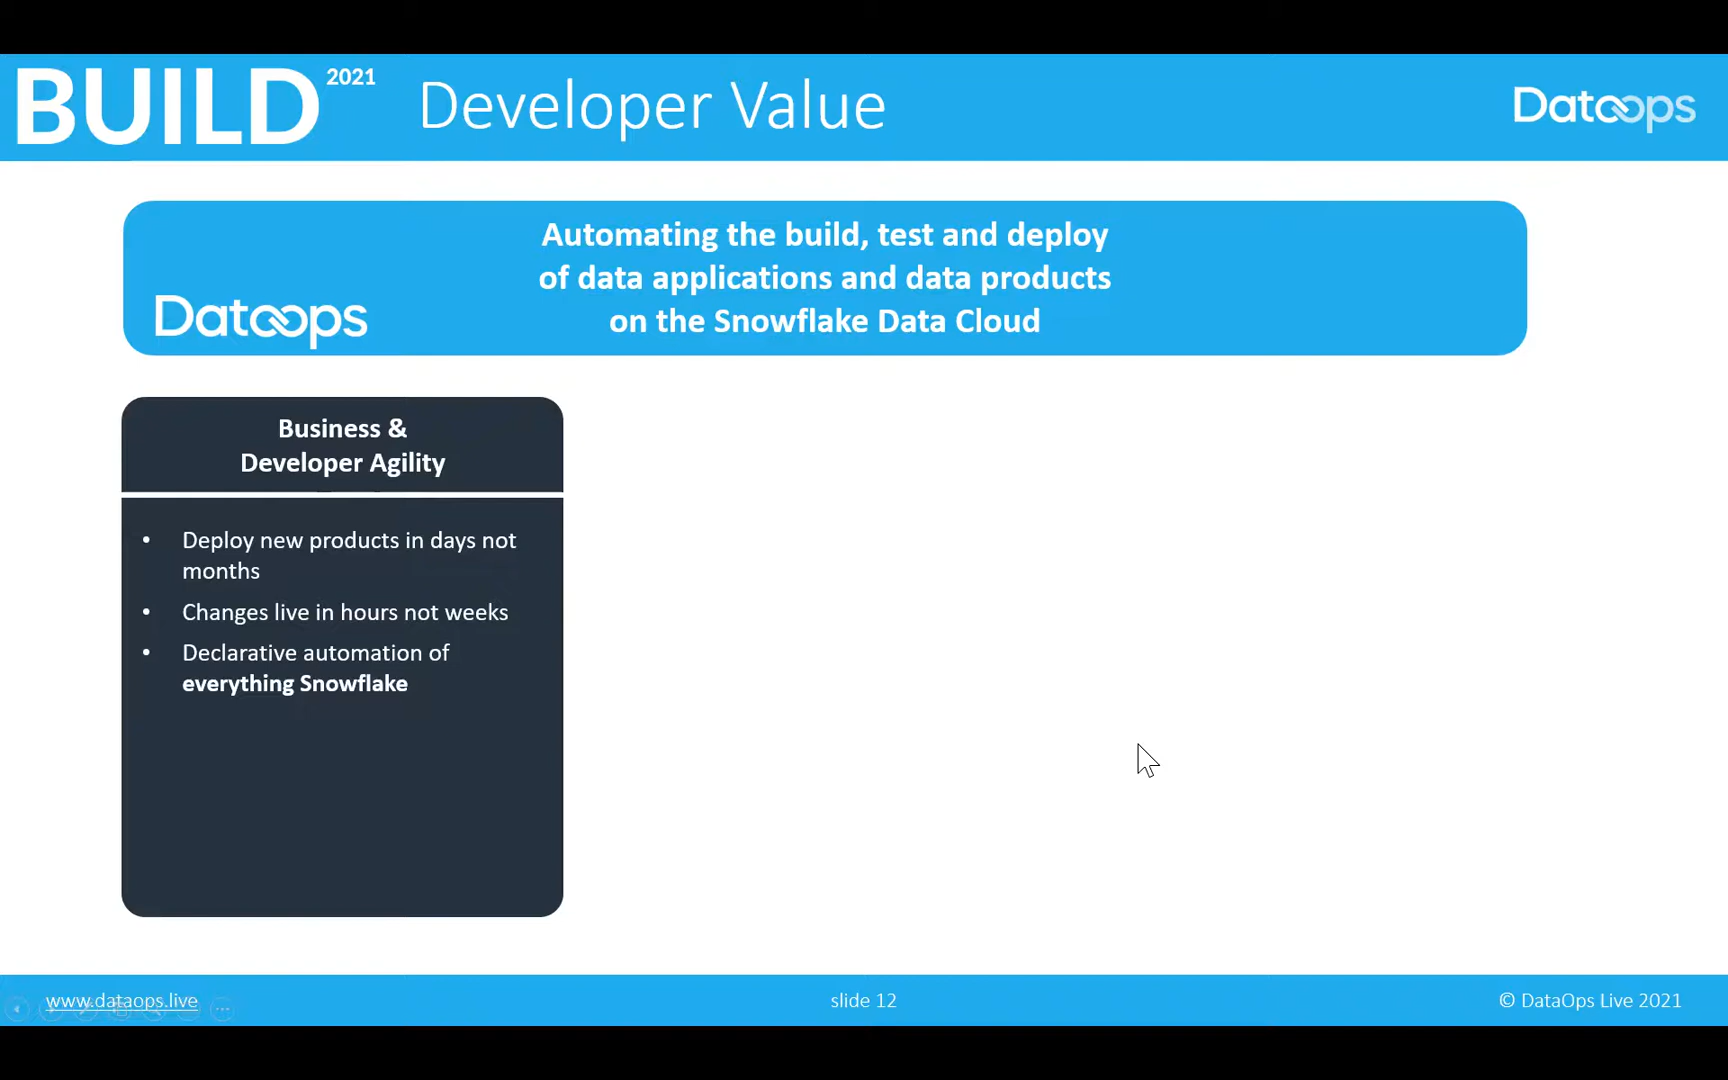 BUILD 2021
Developer Value
Dataops
Automating the build, test and deploy
of data applications and data products
on the Snowflake Data Cloud
Dataops
Business &
Developer Agility
• Deploy new products in days not
months
• Changes live in hours not weeks
• Declarative automation of
everything Snowflake
www.dataops.live
slide 12
© DataOps Live 2021